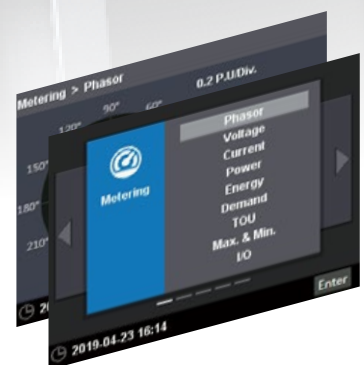 Metering > Phasor
0.2 P.U/Div.
120° 90° 60°
150°
180°
210°
Metering
Phasor
Voltage
Current
Power
Energy
Demand
TOU
Max. & Min.
I/O
Enter
2019-04-23 16:14